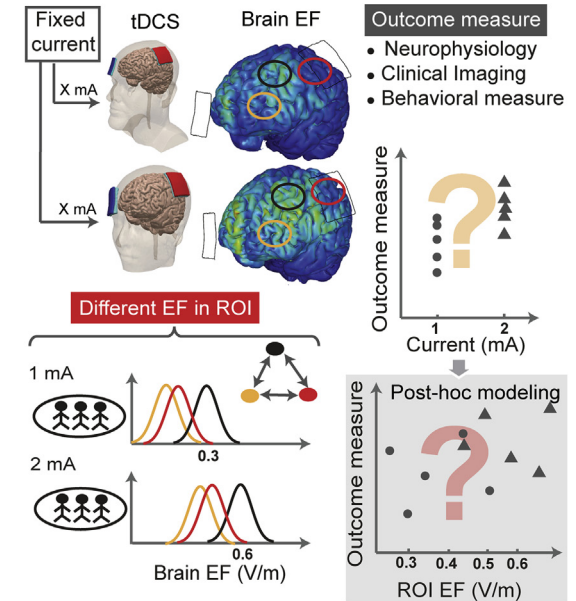 Fixed
current
tDCS
Brain EF
X mA
X mA
Outcome measure
• Neurophysiology
• Clinical Imaging
• Behavioral measure
Outcome measure
?
1
2
Current (mA)
Different EF in ROI
1 mA
0.3
2 mA
0.6
Brain EF (V/m)
Post-hoc modeling
Outcome measure
?
0.3 0.4 0.5 0.6
ROI EF (V/m)